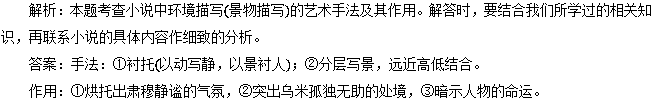 解析：本题考查小说中环境描写(景物描写)的艺术手法及其作用。解答时，要结合我们所学过的相关知
识，再联系小说的具体内容作细致的分析。
答案：手法：①衬托(以动写静，以景衬人)；②分层写景，远近高低结合。
作用：①烘托出肃穆静谧的气氛，②突出乌米孤独无助的处境，③暗示人物的命运。